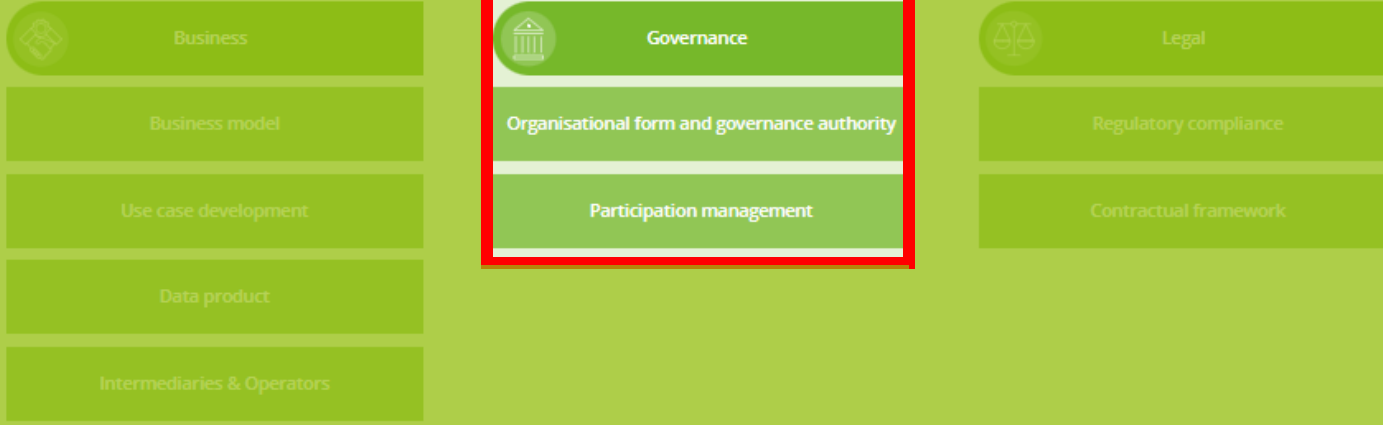 Business
Business model
Use case development
Data product
Intermediaries & Operators
Governance
Organisational form and governance authority
Participation management
Legal
Regulatory compliance
Contractual framework